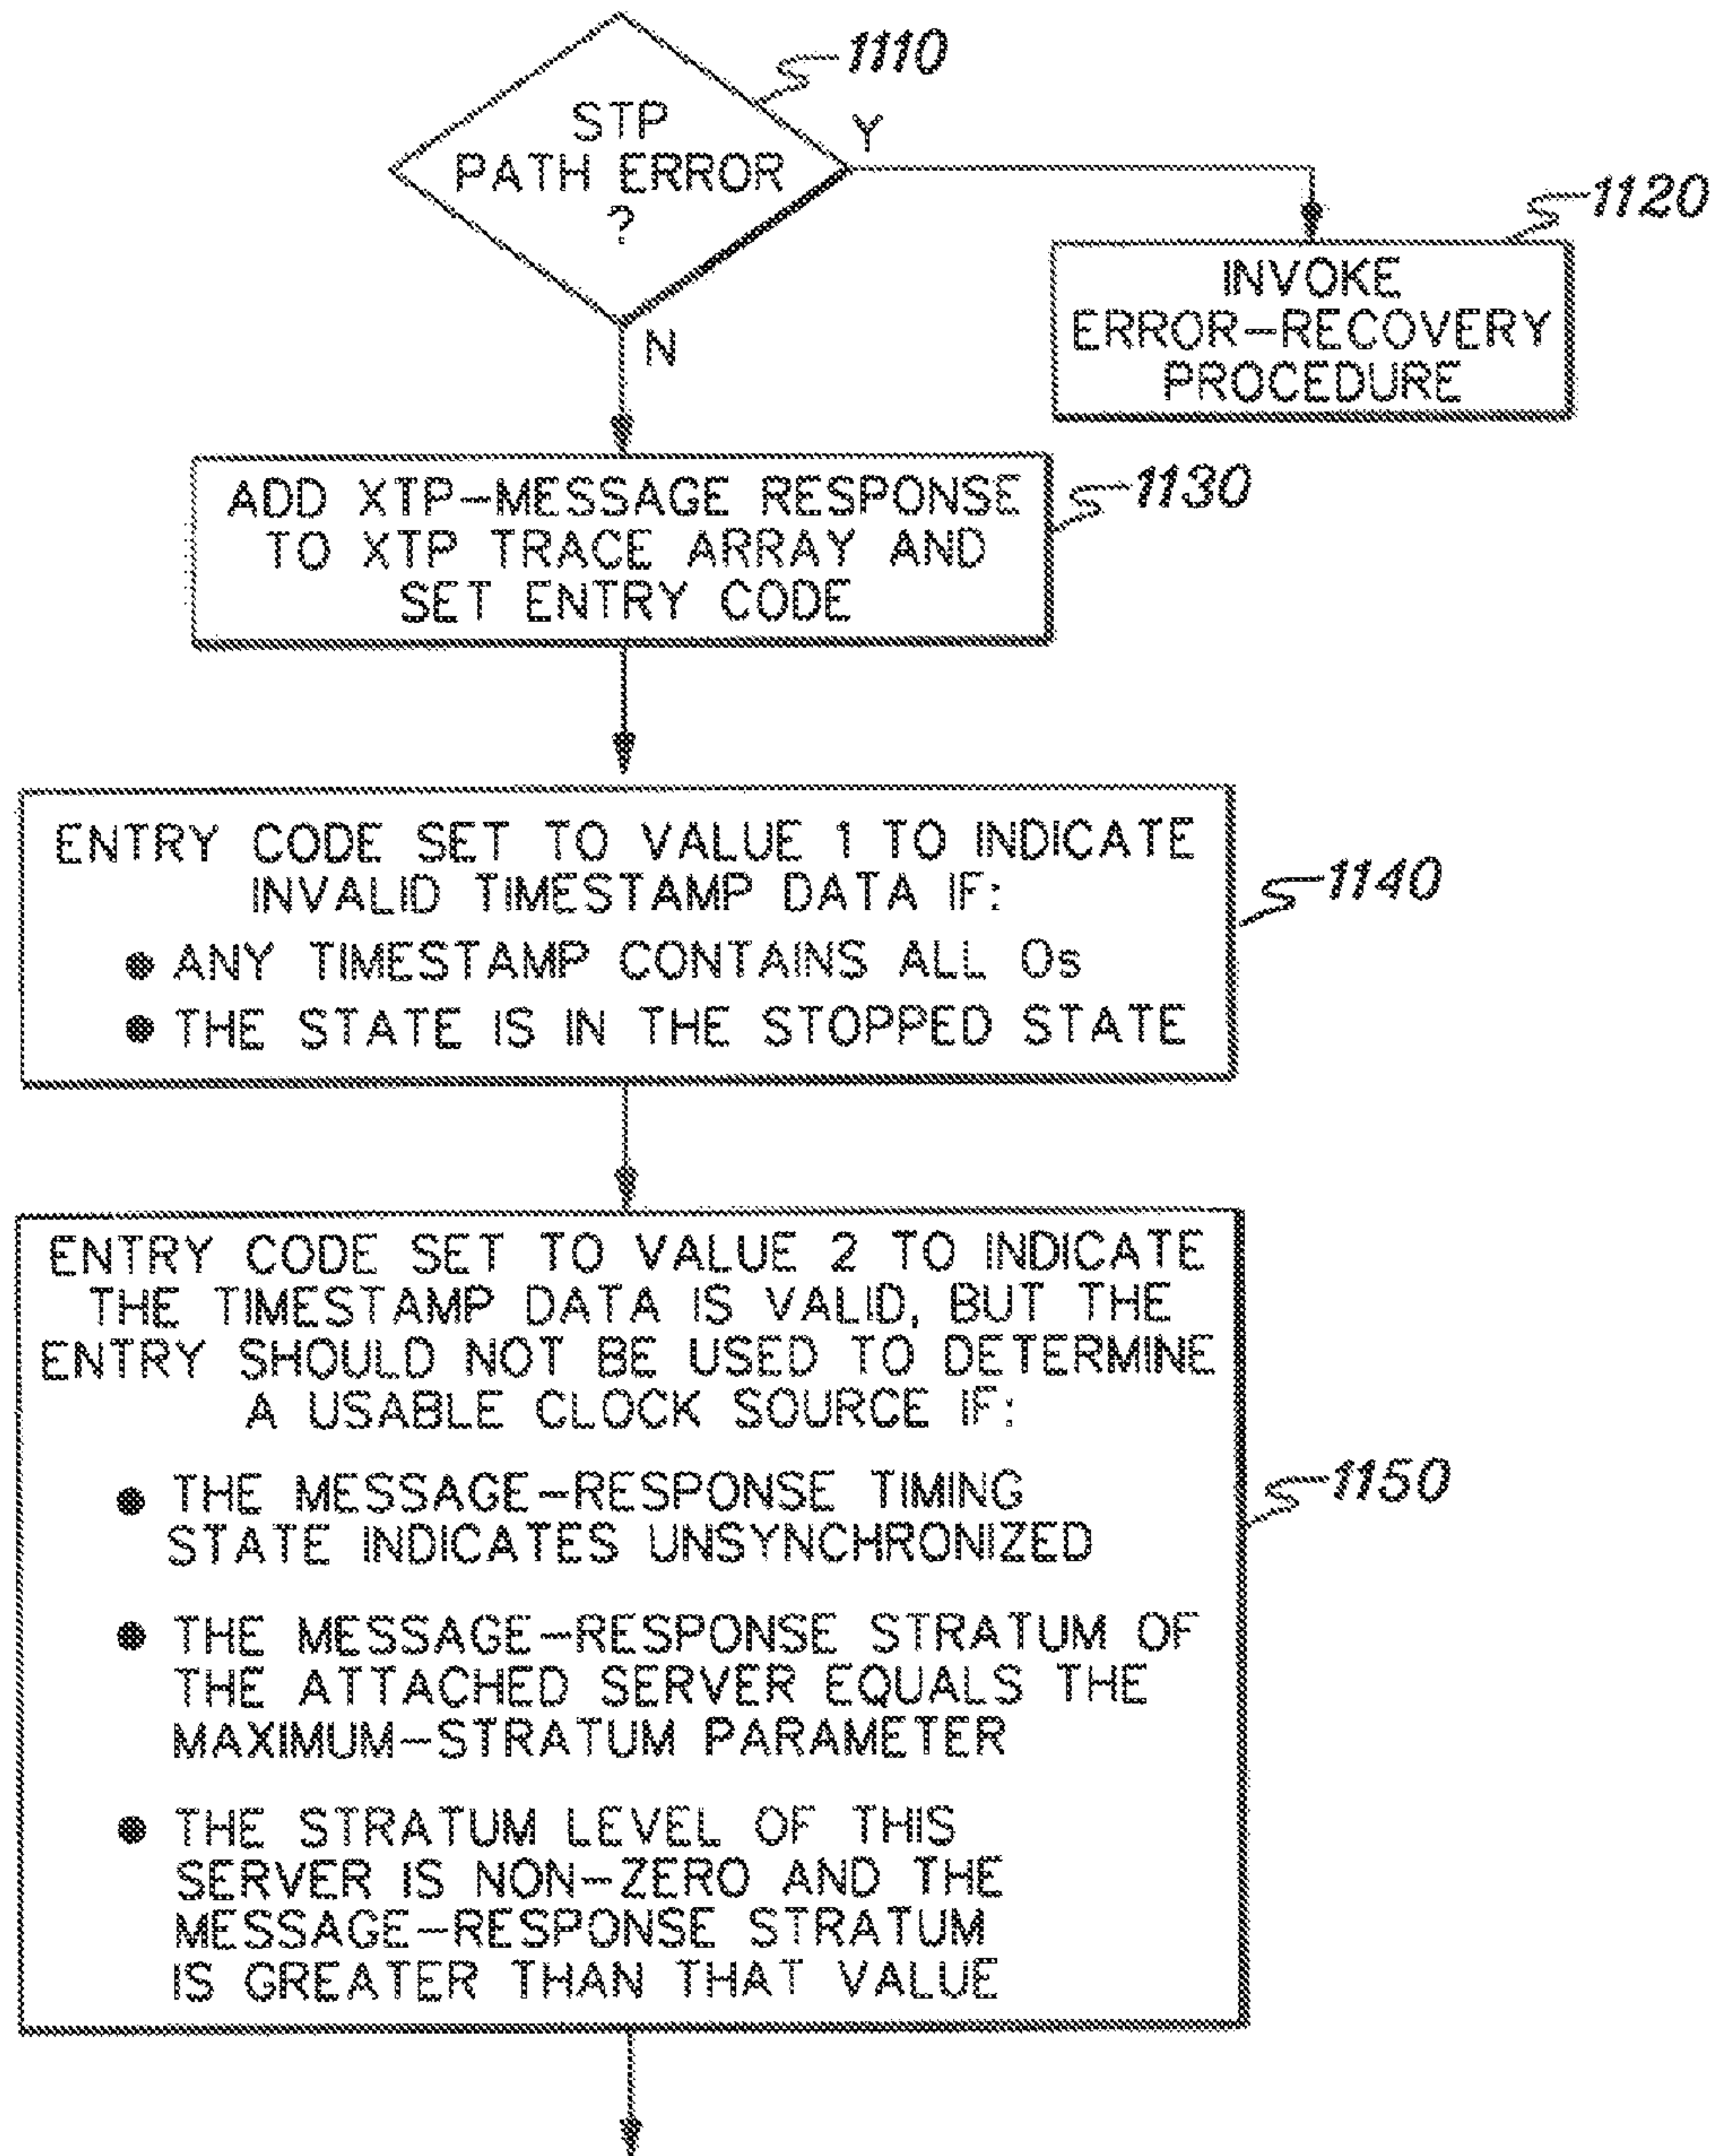 1110
STP
PATH ERROR
?
Y
N
1120
INVOKE
ERROR-RECOVERY
PROCEDURE
ADD XTP-MESSAGE RESPONSE
TO XTP TRACE ARRAY AND
SET ENTRY CODE
1130
ENTRY CODE SET TO VALUE 1 TO INDICATE
INVALID TIMESTAMP DATA IF:
● ANY TIMESTAMP CONTAINS ALL 0s
● THE STATE IS IN THE STOPPED STATE
1140
ENTRY CODE SET TO VALUE 2 TO INDICATE
THE TIMESTAMP DATA IS VALID, BUT THE
ENTRY SHOULD NOT BE USED TO DETERMINE
A USABLE CLOCK SOURCE IF:
● THE MESSAGE-RESPONSE TIMING
STATE INDICATES UNSYNCHRONIZED
● THE MESSAGE-RESPONSE STRATUM OF
THE ATTACHED SERVER EQUALS THE
MAXIMUM-STRATUM PARAMETER
● THE STRATUM LEVEL OF THIS
SERVER IS NON-ZERO AND THE
MESSAGE-RESPONSE STRATUM
IS GREATER THAN THAT VALUE
1150